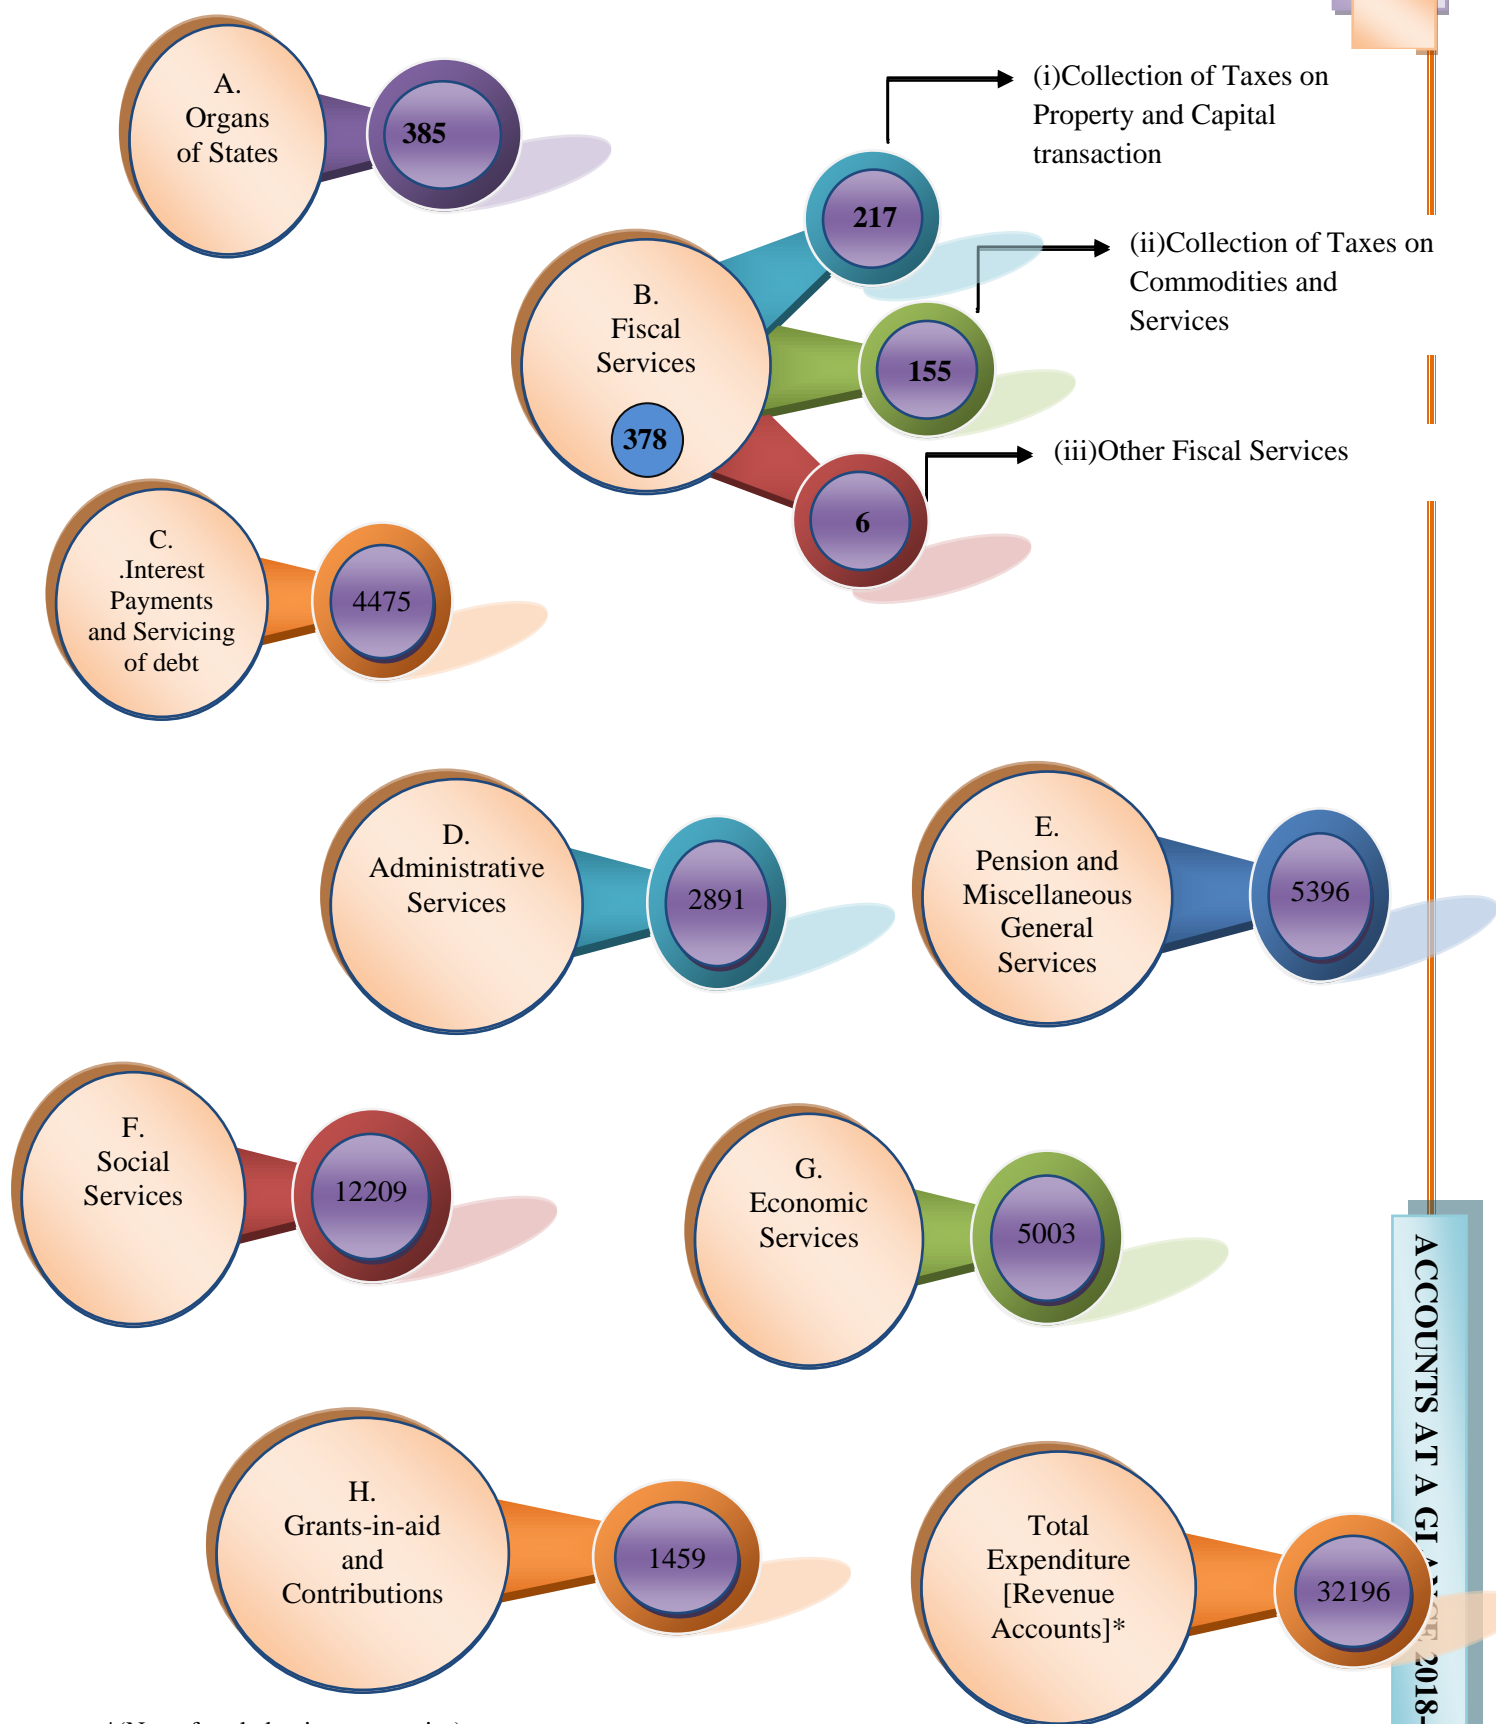 A.
Organs
of States
385
(i)Collection of Taxes on
Property and Capital
transaction
217
B.
Fiscal
Services
378
(ii)Collection of Taxes on
Commodities and
Services
155
(iii)Other Fiscal Services
6
C.
.Interest
Payments
and Servicing
of debt
4475
D.
Administrative
Services
2891
E.
Pension and
Miscellaneous
General
Services
5396
F.
Social
Services
12209
G.
Economic
Services
5003
H.
Grants-in-aid
and
Contributions
1459
Total
Expenditure
[Revenue
Accounts]*
32196
ACCOUNTS AT A GLANCE 2018-